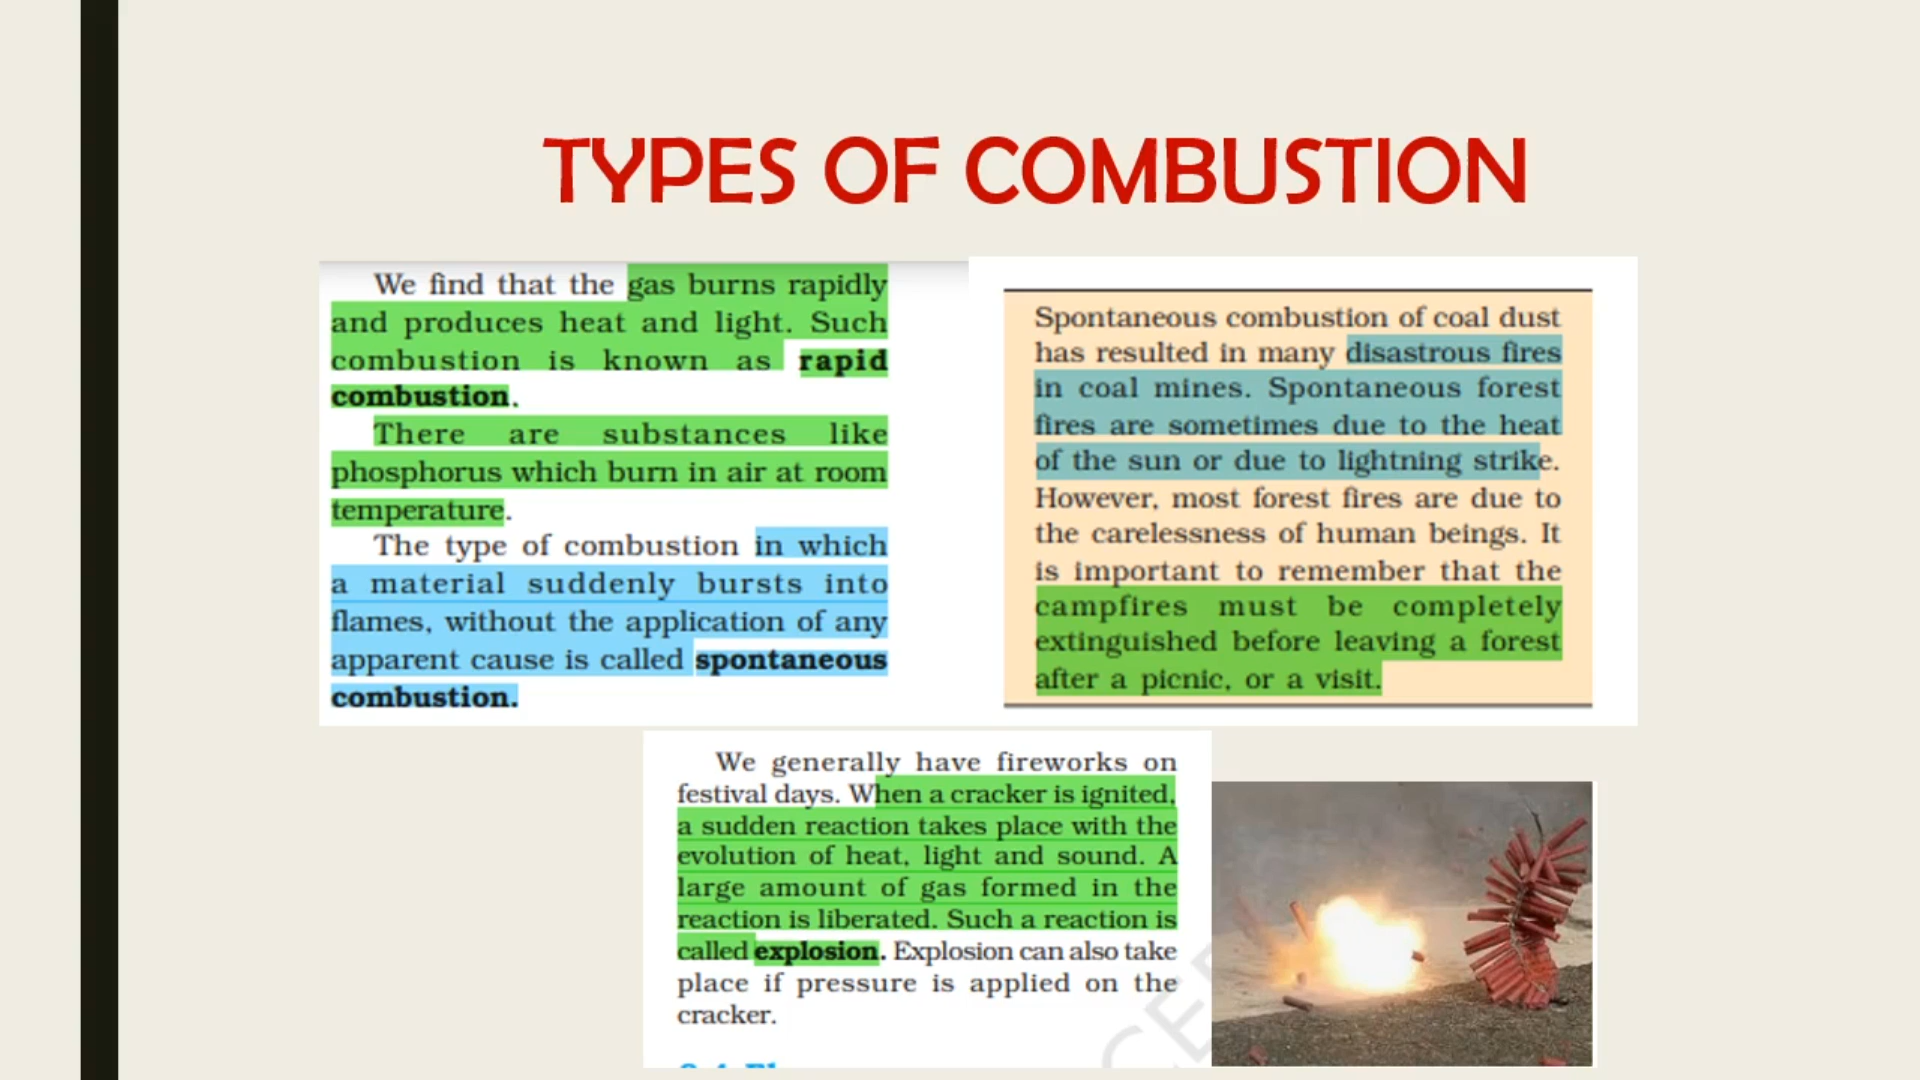 TYPES OF COMBUSTION
We find that the gas burns rapidly
and produces heat and light. Such
combustion is known as rapid
combustion.
There are substances like
phosphorus which burn in air at room
temperature.
The type of combustion in which
a material suddenly bursts into
flames, without the application of any
apparent cause is called spontaneous
combustion.
Spontaneous combustion of coal dust
has resulted in many disastrous fires
in coal mines. Spontaneous forest
fires are sometimes due to the heat
of the sun or due to lightning strike.
However, most forest fires are due to
the carelessness of human beings. It
is important to remember that the
campfires must be completely
extinguished before leaving a forest
after a picnic, or a visit.
We generally have fireworks on
festival days. When a cracker is ignited,
a sudden reaction takes place with the
evolution of heat, light and sound. A
large amount of gas formed in the
reaction is liberated. Such a reaction is
called explosion. Explosion can also take
place if pressure is applied on the
cracker.